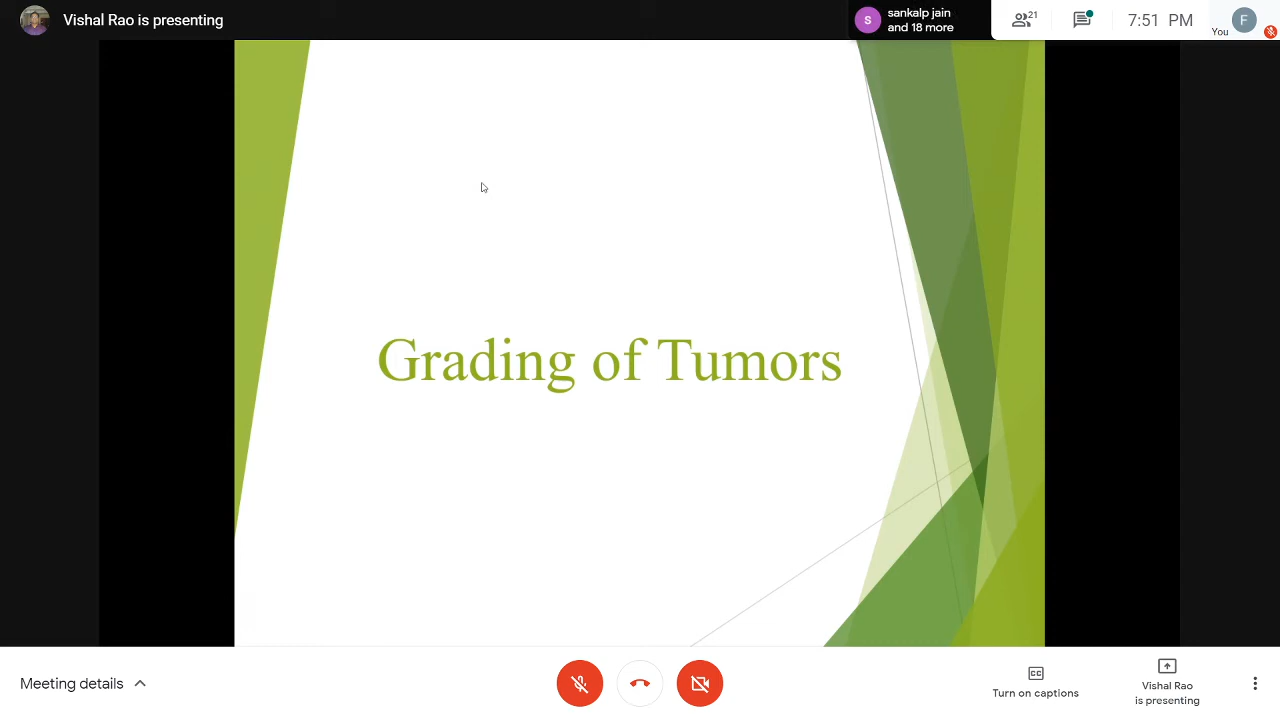 Vishal Rao is presenting
S
sankalp jain
and 18 more
21
7:51 PM
You
F
Grading of Tumors
Meeting details
CC
Turn on captions
Vishal Rao
is presenting